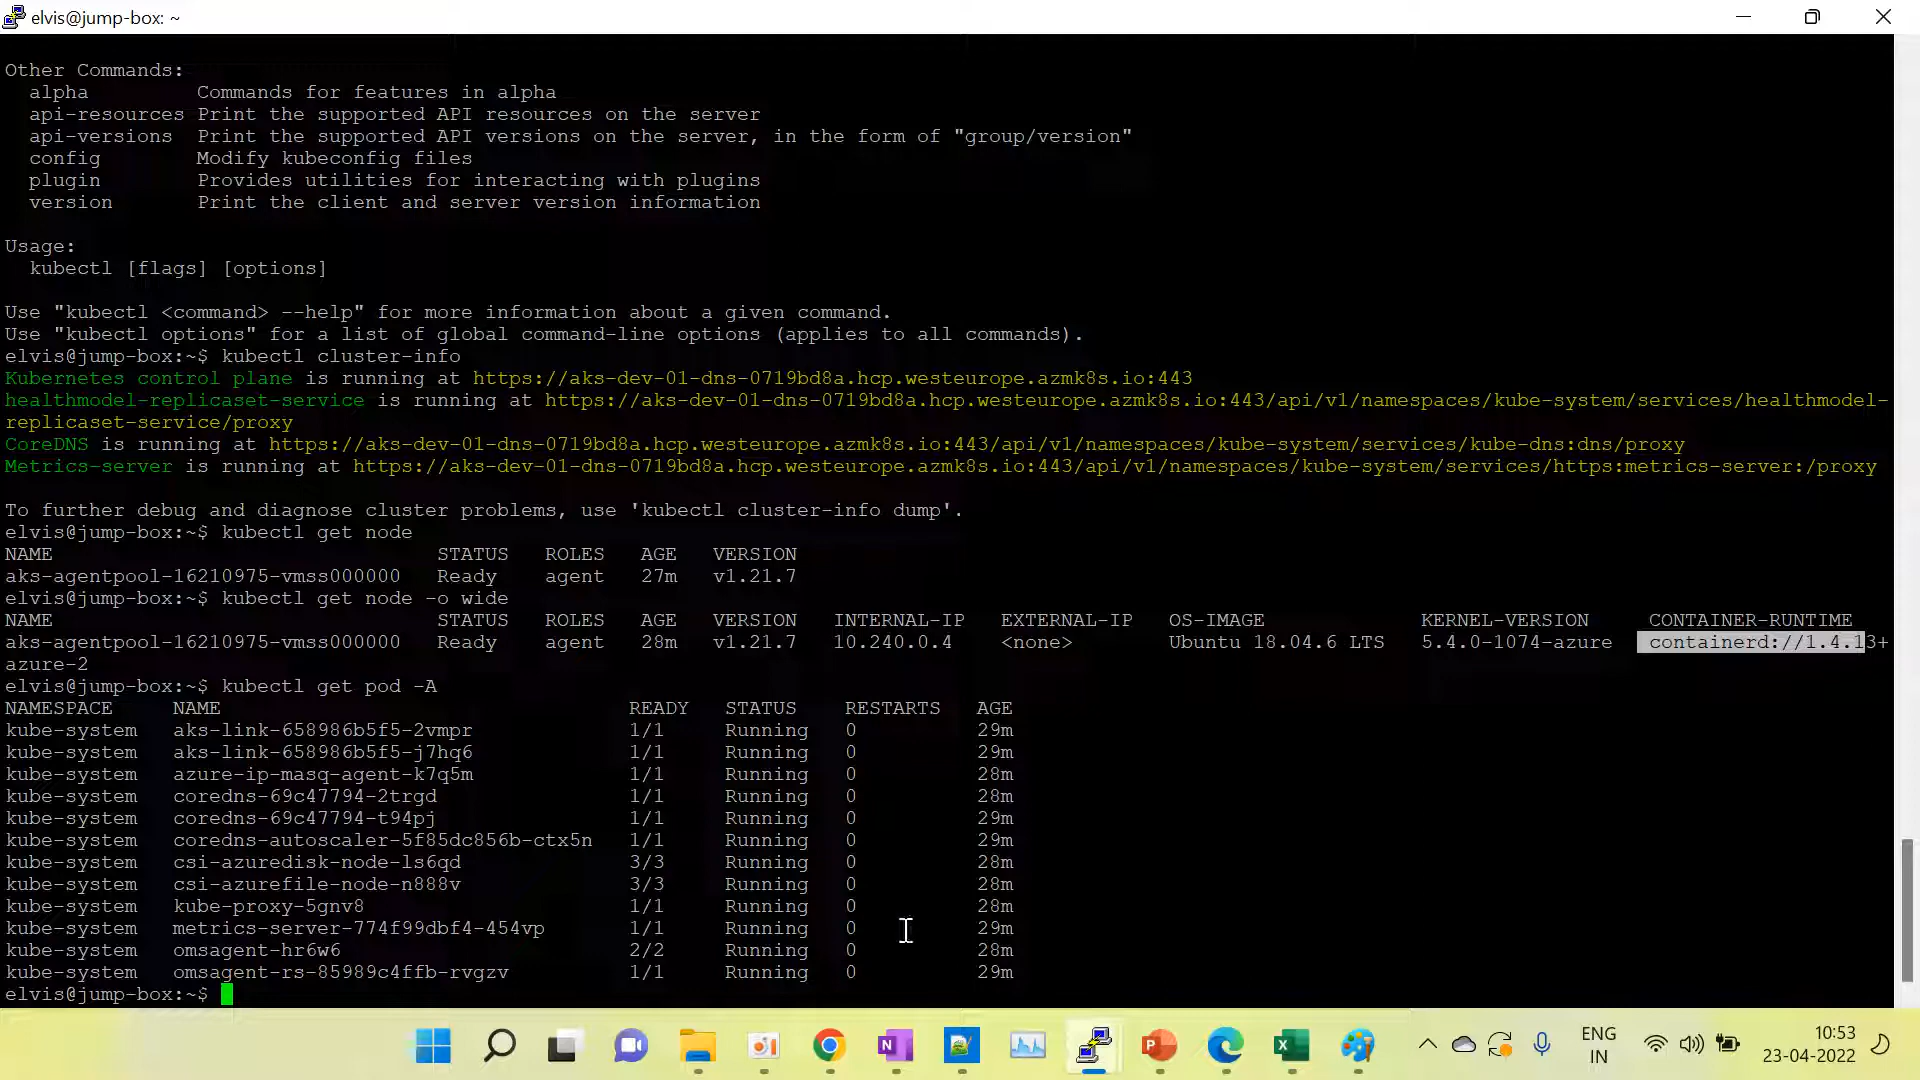 elvis@jump-box: ~
Other Commands:
  alpha         Commands for features in alpha
  api-resources Print the supported API resources on the server
  api-versions  Print the supported API versions on the server, in the form of "group/version"
  config        Modify kubeconfig files
  plugin        Provides utilities for interacting with plugins
  version       Print the client and server version information
Usage:
  kubectl [flags] [options]
Use "kubectl <command> --help" for more information about a given command.
Use "kubectl options" for a list of global command-line options (applies to all commands).
elvis@jump-box:~$ kubectl cluster-info
Kubernetes control plane is running at https://aks-dev-01-dns-0719bd8a.hcp.westeurope.azmk8s.io:443
healthmodel-replicaset-service is running at https://aks-dev-01-dns-0719bd8a.hcp.westeurope.azmk8s.io:443/api/v1/namespaces/kube-system/services/healthmodel-
replicaset-service/proxy
CoreDNS is running at https://aks-dev-01-dns-0719bd8a.hcp.westeurope.azmk8s.io:443/api/v1/namespaces/kube-system/services/kube-dns:dns/proxy
Metrics-server is running at https://aks-dev-01-dns-0719bd8a.hcp.westeurope.azmk8s.io:443/api/v1/namespaces/kube-system/services/https:metrics-server:/proxy
To further debug and diagnose cluster problems, use 'kubectl cluster-info dump'.
elvis@jump-box:~$ kubectl get node
NAME                                STATUS   ROLES   AGE   VERSION
aks-agentpool-16210975-vmss000000   Ready    agent   27m   v1.21.7
elvis@jump-box:~$ kubectl get node -o wide
NAME                                STATUS   ROLES   AGE   VERSION   INTERNAL-IP   EXTERNAL-IP   OS-IMAGE             KERNEL-VERSION     CONTAINER-RUNTIME
aks-agentpool-16210975-vmss000000   Ready    agent   28m   v1.21.7   10.240.0.4    <none>        Ubuntu 18.04.6 LTS   5.4.0-1074-azure   containerd://1.4.13+
azure-2
elvis@jump-box:~$ kubectl get pod -A
NAMESPACE     NAME                                  READY   STATUS    RESTARTS   AGE
kube-system   aks-link-658986b5f5-2vmpr             1/1     Running   0          29m
kube-system   aks-link-658986b5f5-j7hq6             1/1     Running   0          29m
kube-system   azure-ip-masq-agent-k7q5m             1/1     Running   0          28m
kube-system   coredns-69c47794-2trgd                1/1     Running   0          28m
kube-system   coredns-69c47794-t94pj                1/1     Running   0          29m
kube-system   coredns-autoscaler-5f85dc856b-ctx5n   1/1     Running   0          29m
kube-system   csi-azuredisk-node-ls6qd              3/3     Running   0          28m
kube-system   csi-azurefile-node-n888v              3/3     Running   0          28m
kube-system   kube-proxy-5gnv8                      1/1     Running   0          28m
kube-system   metrics-server-774f99dbf4-454vp       1/1     Running   0          29m
kube-system   omsagent-hr6w6                        2/2     Running   0          28m
kube-system   omsagent-rs-85989c4ffb-rvgzv          1/1     Running   0          29m
elvis@jump-box:~$
ENG
IN
10:53
23-04-2022